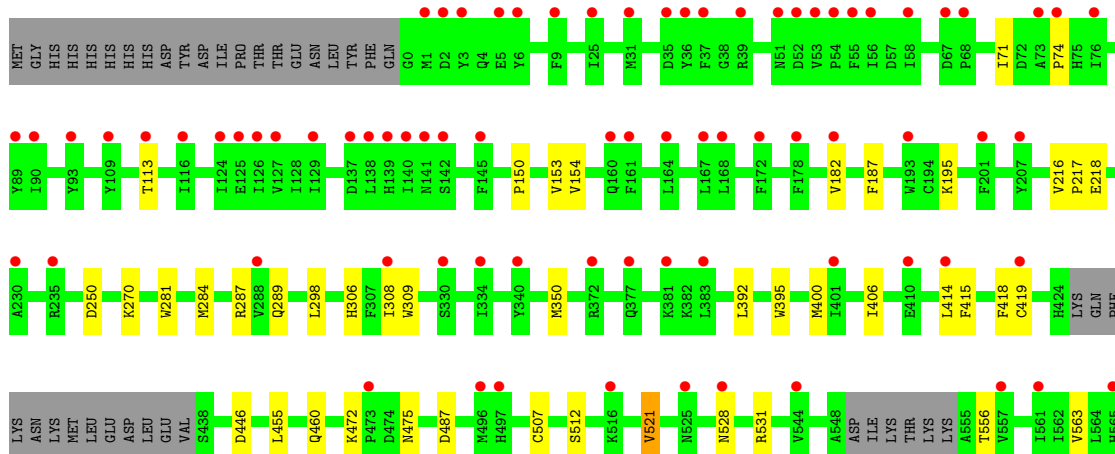 MET GLY HIS HIS HIS HIS HIS HIS ASP TYR ASP ILE PRO THR THR GLU ASN LEU TYR PHE GLN G0 M1 D2 Y3 Q4 E5 Y6 F9 I25 M31 D35 Y36 F37 G38 R39 N51 D52 V53 P54 F55 I56 D57 I58 D67 P68 I71 D72 A73 P74 H75 I76
Y89 I90 Y93 Y109 T113 I116 I124 E125 I126 V127 I128 I129 D137 L138 H139 I140 N141 S142 F145 P150 V153 V154 Q160 F161 L164 L167 L168 F172 F178 V182 F187 W193 C194 K195 F201 Y207 V216 P217 E218
A230 R235 D250 K270 W281 M284 R287 V288 Q289 L298 H306 F307 I308 W309 S330 I334 Y340 M350 R372 Q377 K381 K382 L383 L392 W395 M400 I401 I406 E410 L414 F415 F418 C419 H424 LYS GLN PHE
LYS ASN LYS MET LEU GLU ASP LEU GLU VAL S438 D446 L455 Q460 K472 P473 D474 N475 D487 M496 H497 C507 S512 K516 V521 N525 N528 R531 V544 A548 ASP ILE LYS THR LYS LYS A555 T556 V557 I561 I562 V563 L564 H565